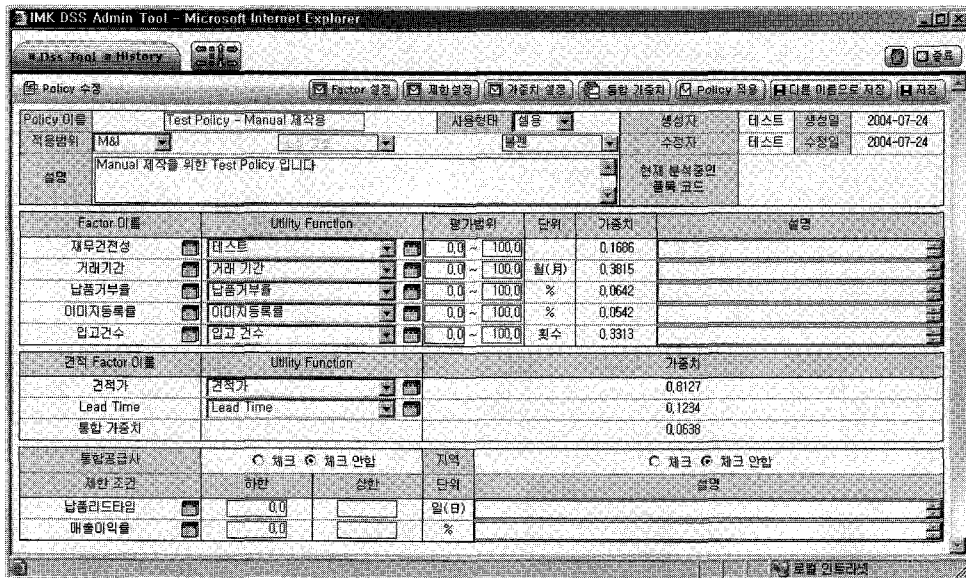 IMK DSS Admin Tool - Microsoft Internet Explorer
Dss Tool History
종료
Policy 수정 Factor 설정 제한설정 가중치 설정 통합 가중치 Policy 적용 다른 이름으로 저장 저장
Policy 이름 Test Policy - Manual 제작용 사용형태 실용 생성자 테스트 생성일 2004-07-24
적용범위 M&I 볼펜 수정자 테스트 수정일 2004-07-24
설명 Manual 제작을 위한 Test Policy 입니다 현재 분석중인
품목 코드
Factor 이름 Utility Function 평가범위 단위 가중치 설명
재무건전성 테스트 0.0 ~ 100.0 0.1686
거래기간 거래 기간 0.0 ~ 100.0 월(月) 0.3815
납품거부율 납품거부율 0.0 ~ 100.0 % 0.0642
이미지등록률 이미지등록률 0.0 ~ 100.0 % 0.0542
입고건수 입고 건수 0.0 ~ 100.0 횟수 0.3313
견적 Factor 이름 Utility Function 가중치
견적가 견적가 0.8127
Lead Time Lead Time 0.1234
통합 가중치 0.0638
통합공급사 체크 체크 안함 지역 체크 체크 안함
제한 조건 하한 상한 단위 설명
납품리드타임 0.0 일(日)
매출이익율 0.0 %
로컬 인트라넷